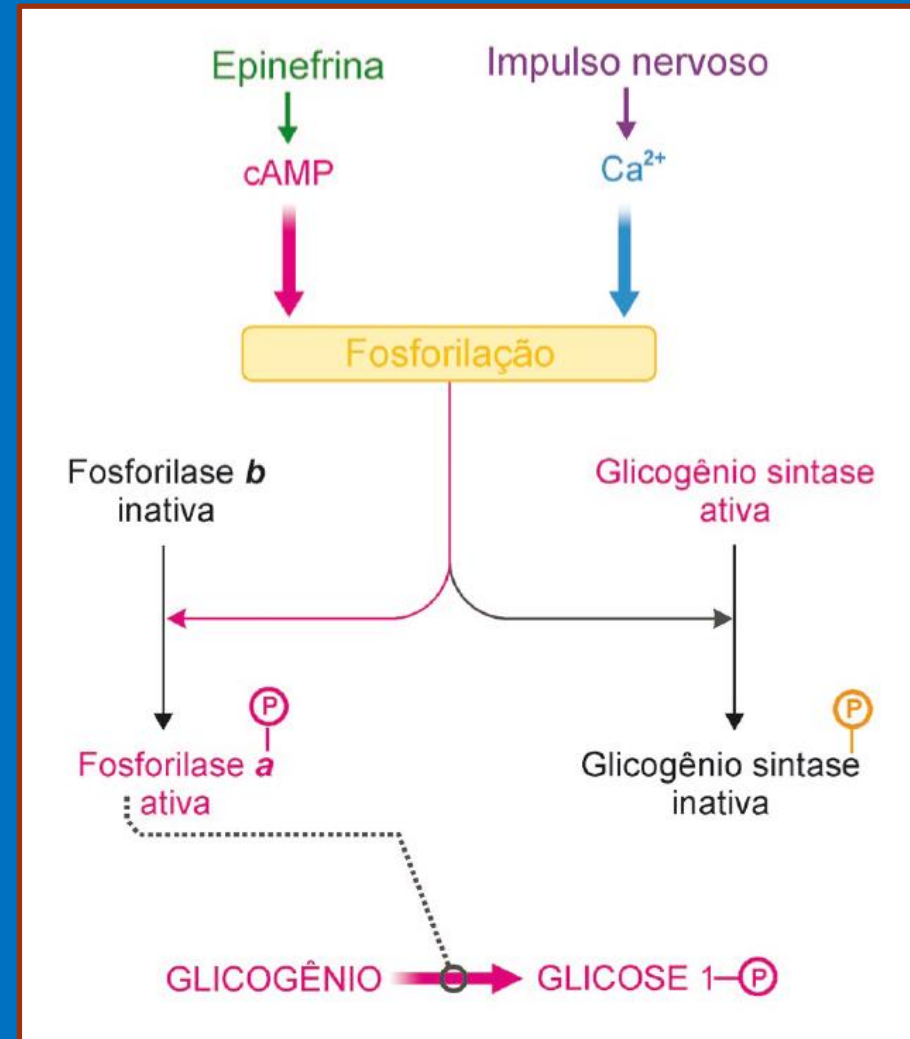 Epinefrina
Impulso nervoso
cAMP
Ca²⁺
Fosforilação
Fosforilase b
inativa
Glicogênio sintase
ativa
P
Fosforilase a
ativa
P
Glicogênio sintase
inativa
GLICOGÊNIO
GLICOSE 1
P